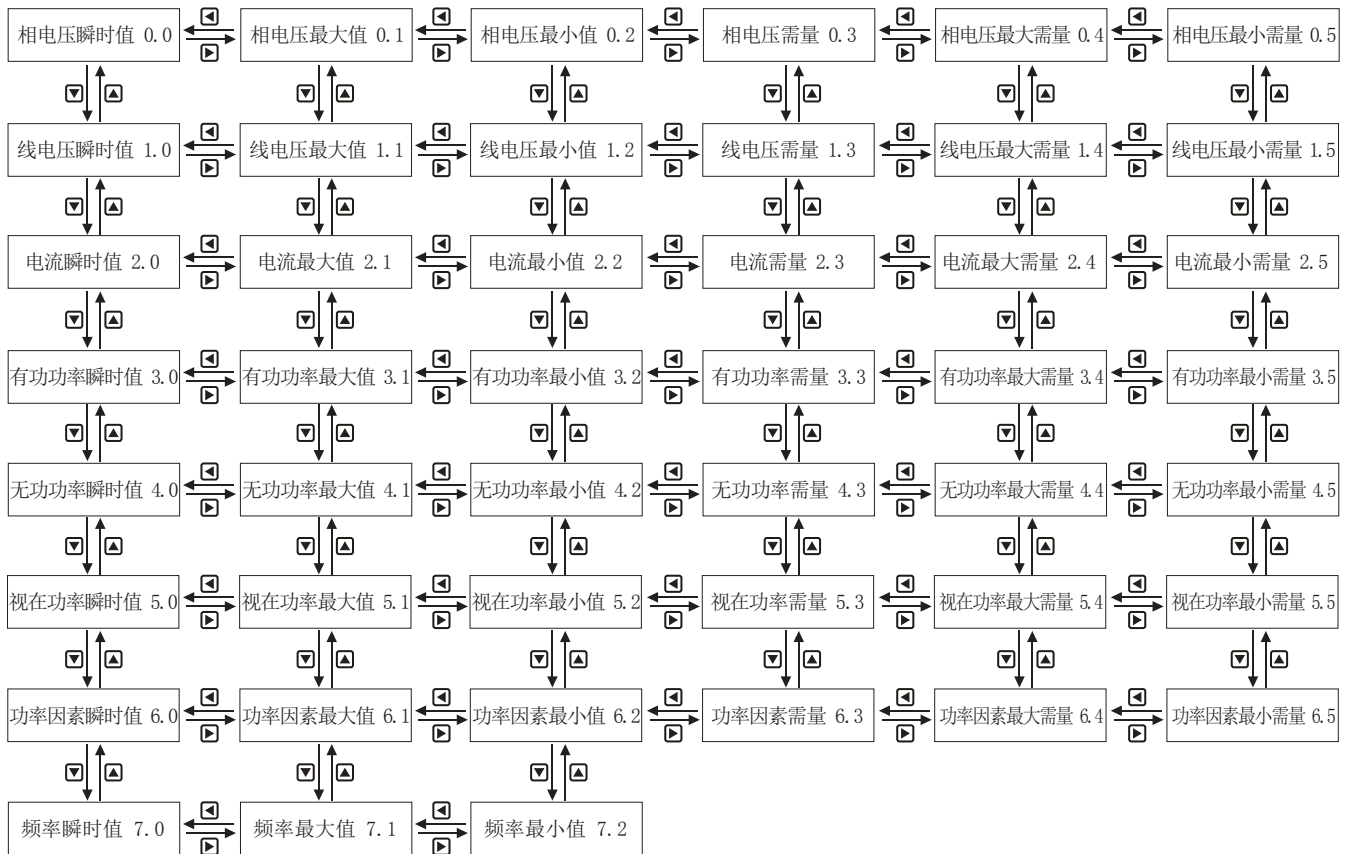 相电压瞬时值 0.0
相电压最大值 0.1
相电压最小值 0.2
相电压需量 0.3
相电压最大需量 0.4
相电压最小需量 0.5
线电压瞬时值 1.0
线电压最大值 1.1
线电压最小值 1.2
线电压需量 1.3
线电压最大需量 1.4
线电压最小需量 1.5
电流瞬时值 2.0
电流最大值 2.1
电流最小值 2.2
电流需量 2.3
电流最大需量 2.4
电流最小需量 2.5
有功功率瞬时值 3.0
有功功率最大值 3.1
有功功率最小值 3.2
有功功率需量 3.3
有功功率最大需量 3.4
有功功率最小需量 3.5
无功功率瞬时值 4.0
无功功率最大值 4.1
无功功率最小值 4.2
无功功率需量 4.3
无功功率最大需量 4.4
无功功率最小需量 4.5
视在功率瞬时值 5.0
视在功率最大值 5.1
视在功率最小值 5.2
视在功率需量 5.3
视在功率最大需量 5.4
视在功率最小需量 5.5
功率因素瞬时值 6.0
功率因素最大值 6.1
功率因素最小值 6.2
功率因素需量 6.3
功率因素最大需量 6.4
功率因素最小需量 6.5
频率瞬时值 7.0
频率最大值 7.1
频率最小值 7.2